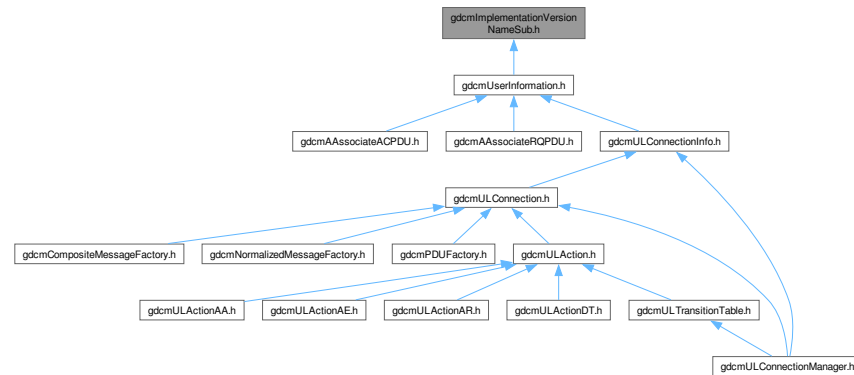 gdcmImplementationVersion
NameSub.h
gdcmUserInformation.h
gdcmAAssociateACPDU.h
gdcmAAssociateRQPDU.h
gdcmULConnectionInfo.h
gdcmULConnection.h
gdcmCompositeMessageFactory.h
gdcmNormalizedMessageFactory.h
gdcmPDUFactory.h
gdcmULAction.h
gdcmULActionAA.h
gdcmULActionAE.h
gdcmULActionAR.h
gdcmULActionDT.h
gdcmULTransitionTable.h
gdcmULConnectionManager.h